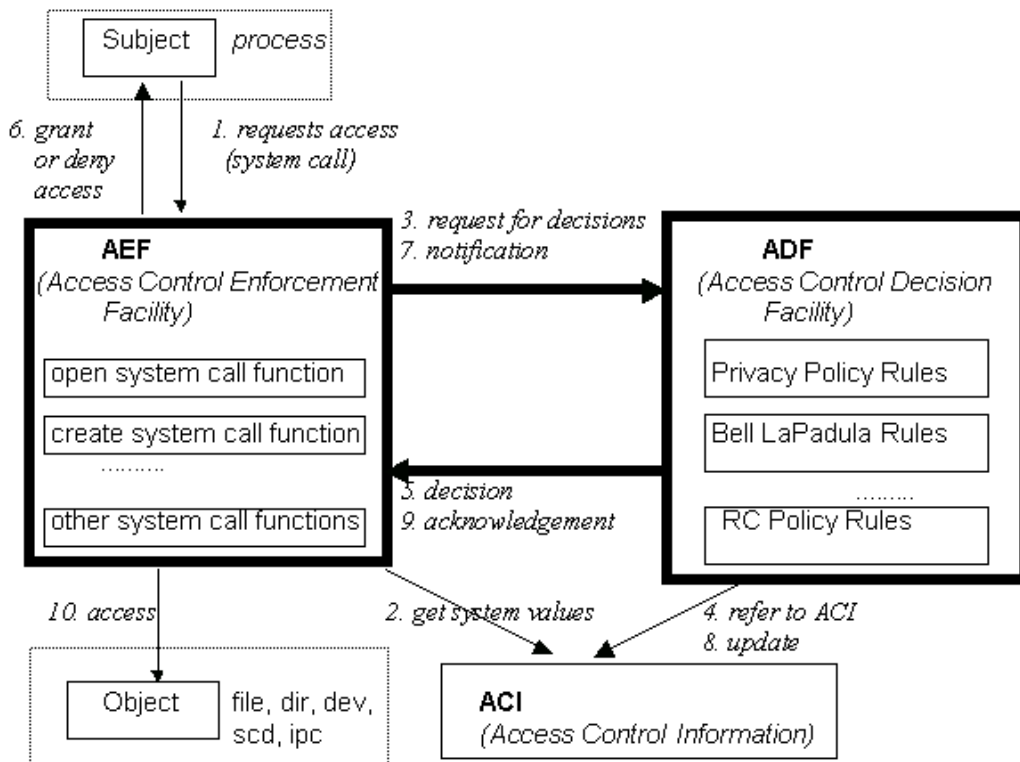 Subject
process
6. grant
or deny
access
1. requests access
(system call)
AEF
(Access Control Enforcement
Facility)
open system call function
create system call function
..........
other system call functions
3. request for decisions
7. notification
ADF
(Access Control Decision
Facility)
Privacy Policy Rules
Bell LaPadula Rules
.........
RC Policy Rules
5. decision
9. acknowledgement
10. access
2. get system values
4. refer to ACI
8. update
Object
file, dir, dev,
scd, ipc
ACI
(Access Control Information)